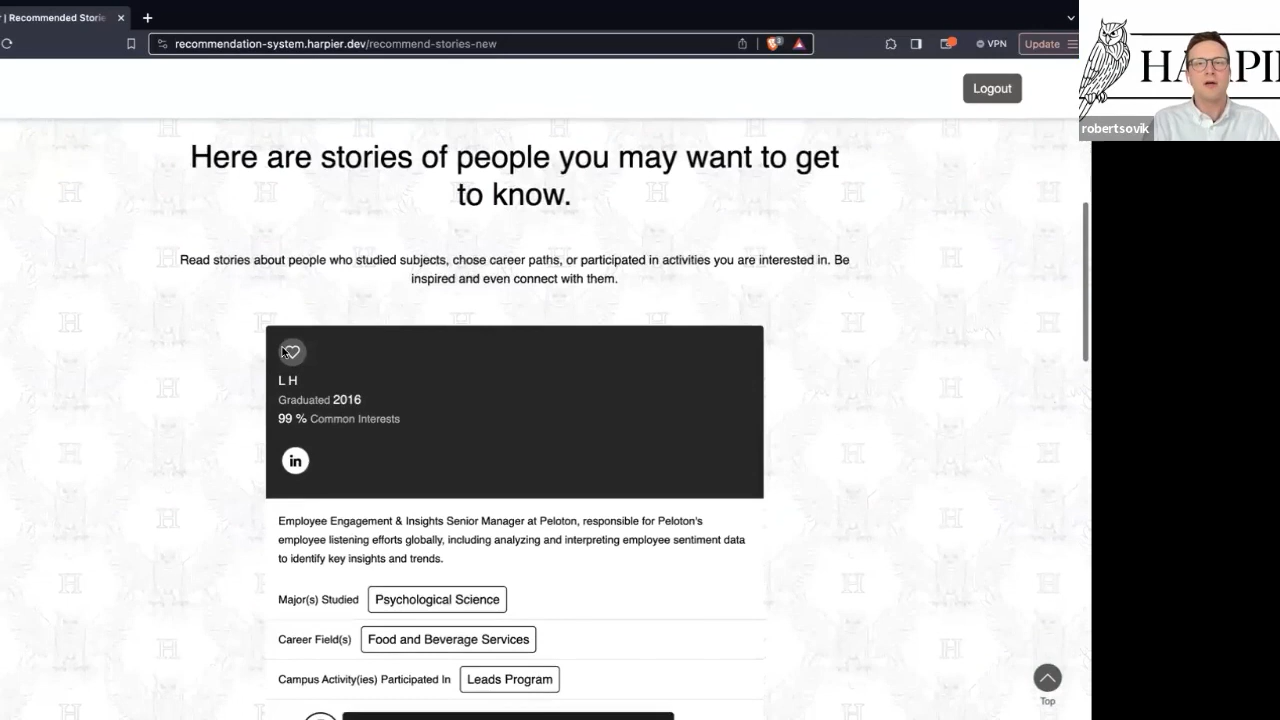 r | Recommended Storie
recommendation-system.harpier.dev/recommend-stories-new
VPN
Update
robertsovik
Logout
Here are stories of people you may want to get
to know.
Read stories about people who studied subjects, chose career paths, or participated in activities you are interested in. Be
inspired and even connect with them.
L H
Graduated 2016
99 % Common Interests
in
Employee Engagement & Insights Senior Manager at Peloton, responsible for Peloton's
employee listening efforts globally, including analyzing and interpreting employee sentiment data
to identify key insights and trends.
Major(s) Studied Psychological Science
Career Field(s) Food and Beverage Services
Campus Activity(ies) Participated In Leads Program
Top